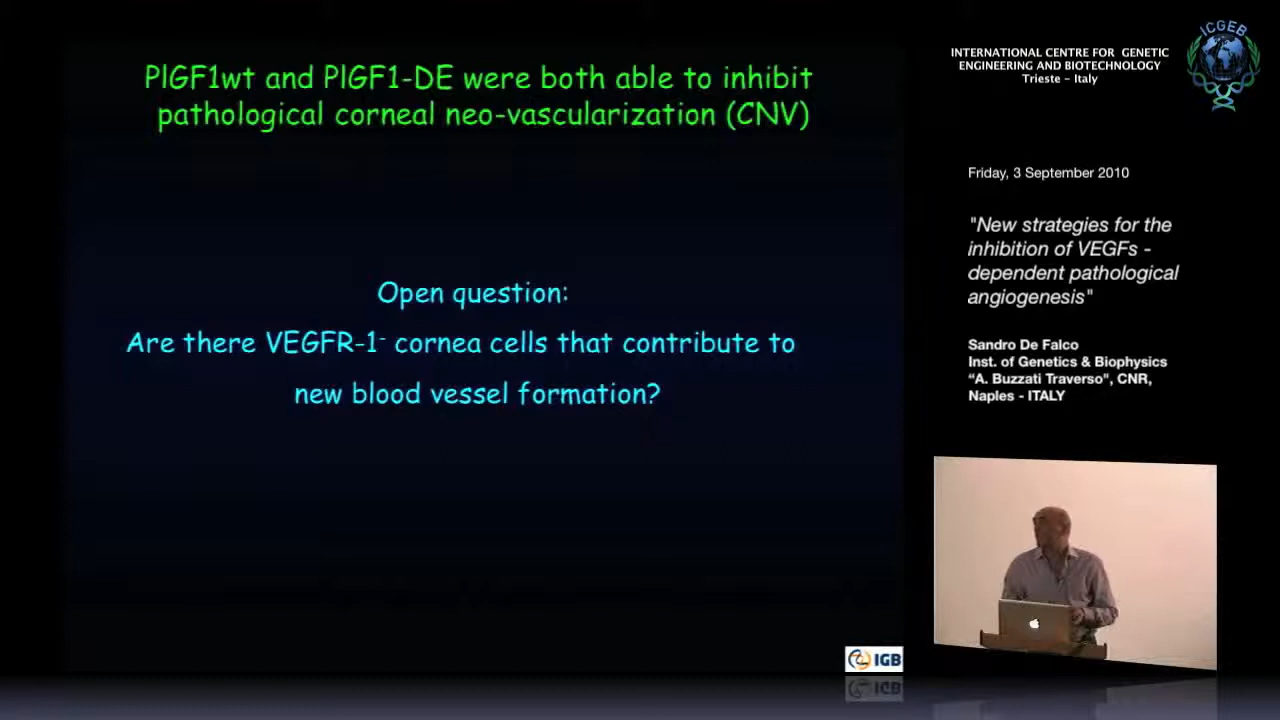 PlGF1wt and PlGF1-DE were both able to inhibit
pathological corneal neo-vascularization (CNV)
Open question:
Are there VEGFR-1⁻ cornea cells that contribute to
new blood vessel formation?
IGB
INTERNATIONAL CENTRE FOR GENETIC
ENGINEERING AND BIOTECHNOLOGY
Trieste - Italy
ICGEB
Friday, 3 September 2010
"New strategies for the
inhibition of VEGFs -
dependent pathological
angiogenesis"
Sandro De Falco
Inst. of Genetics & Biophysics
“A. Buzzati Traverso", CNR,
Naples - ITALY